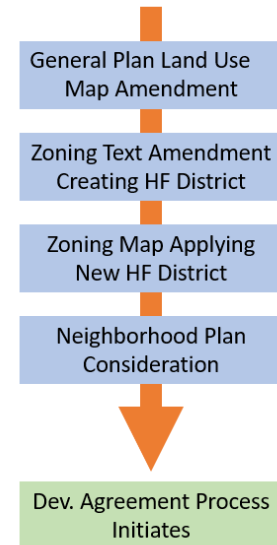 General Plan Land Use
Map Amendment
Zoning Text Amendment
Creating HF District
Zoning Map Applying
New HF District
Neighborhood Plan
Consideration
Dev. Agreement Process
Initiates